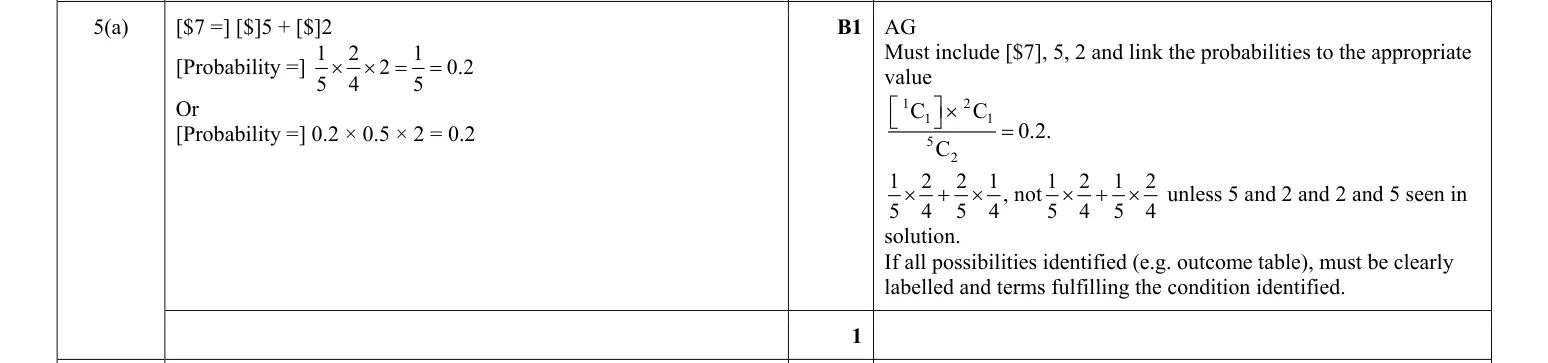 5(a)
[$7 =] [$]5 + [$]2
[Probability =] 1/5 × 2/4 × 2 = 1/5 = 0.2
Or
[Probability =] 0.2 × 0.5 × 2 = 0.2
B1
AG
Must include [$7], 5, 2 and link the probabilities to the appropriate
value
([¹C₁] × ²C₁)/⁵C₂ = 0.2.
1/5 × 2/4 + 2/5 × 1/4, not 1/5 × 2/4 + 1/5 × 2/4 unless 5 and 2 and 2 and 5 seen in
solution.
If all possibilities identified (e.g. outcome table), must be clearly
labelled and terms fulfilling the condition identified.
1